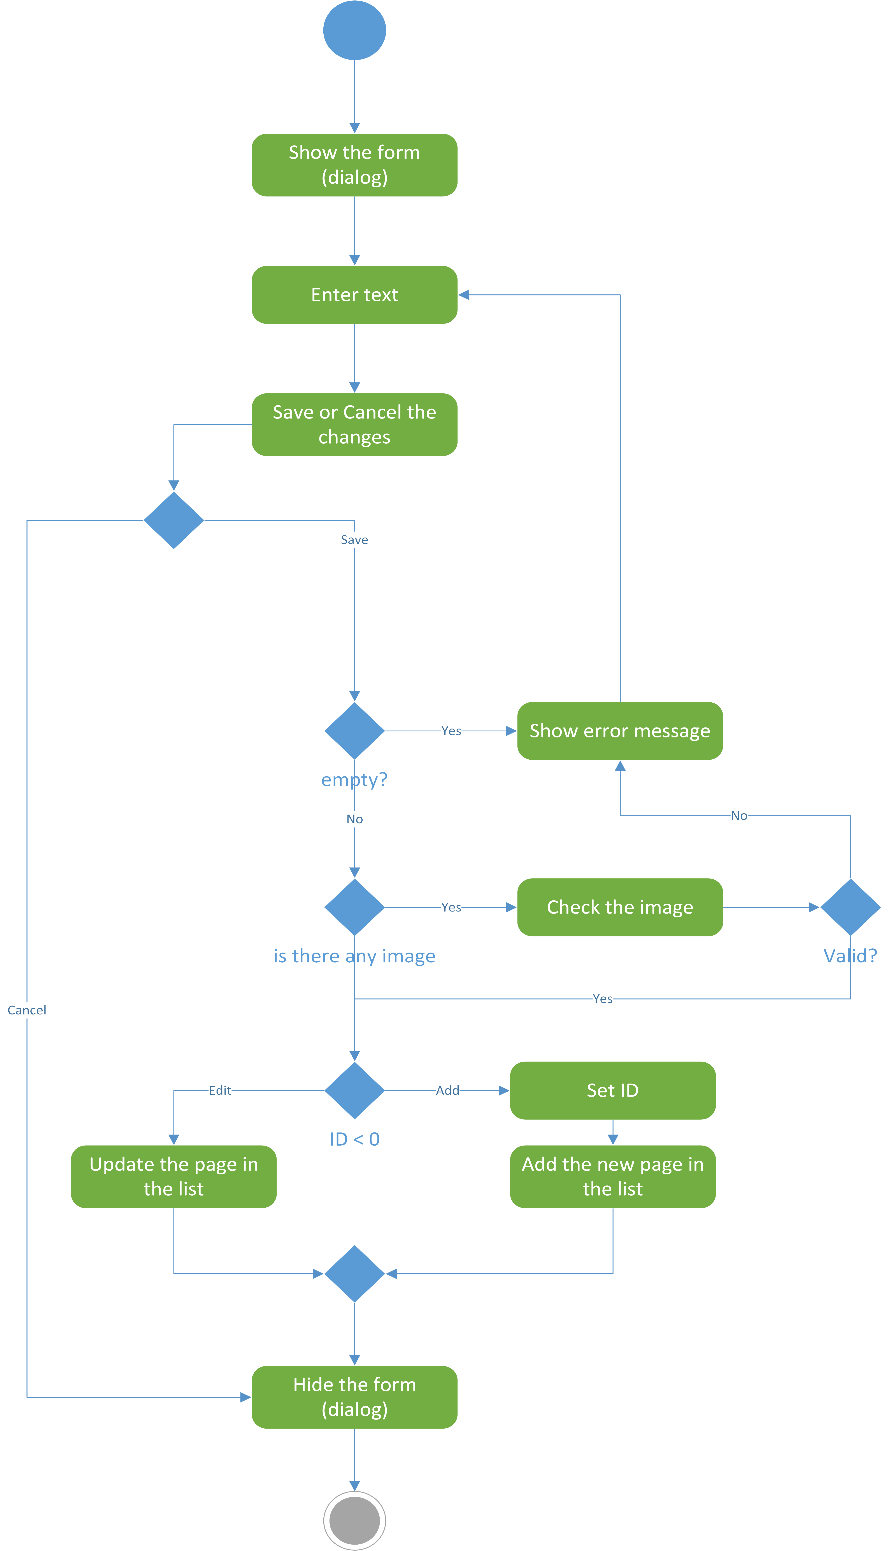 Show the form
(dialog)
Enter text
Save or Cancel the
changes
Save
Yes
Show error message
empty?
No
No
Yes
Check the image
is there any image
Valid?
Yes
Cancel
Edit
Add
Set ID
ID < 0
Update the page in
the list
Add the new page in
the list
Hide the form
(dialog)